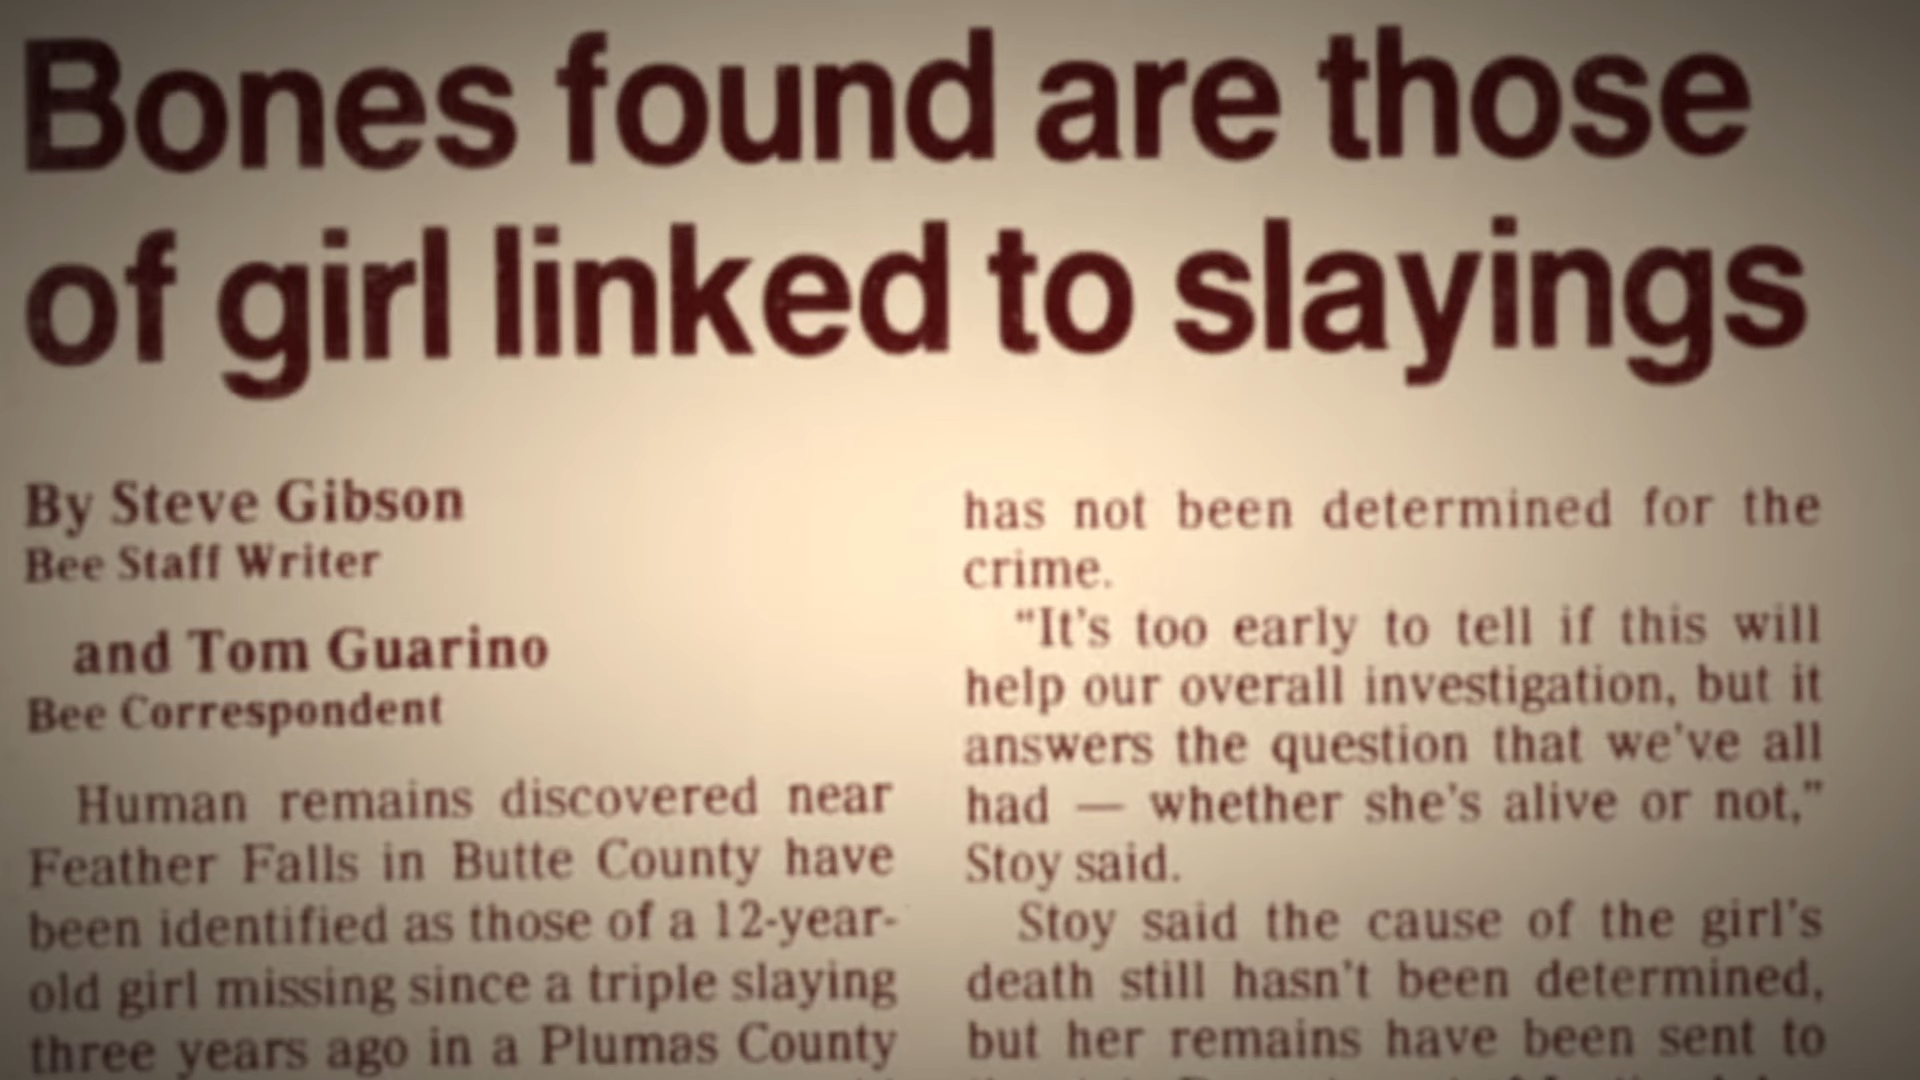 Bones found are those
of girl linked to slayings
By Steve Gibson
Bee Staff Writer
and Tom Guarino
Bee Correspondent
Human remains discovered near
Feather Falls in Butte County have
been identified as those of a 12-year-
old girl missing since a triple slaying
three years ago in a Plumas County
has not been determined for the
crime.
“It’s too early to tell if this will
help our overall investigation, but it
answers the question that we’ve all
had — whether she’s alive or not,”
Stoy said.
Stoy said the cause of the girl’s
death still hasn’t been determined,
but her remains have been sent to